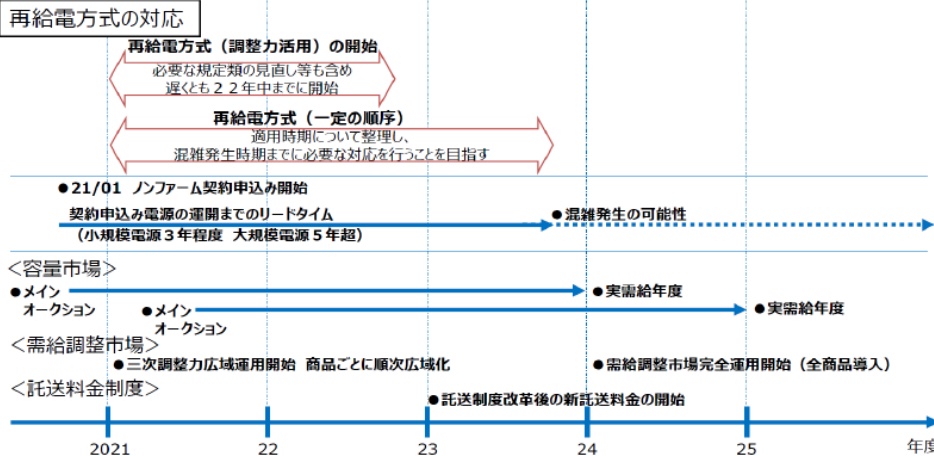 再給電方式の対応
再給電方式（調整力活用）の開始
必要な規定類の見直し等も含め
遅くとも２２年中までに開始
再給電方式（一定の順序）
適用時期について整理し、
混雑発生時期までに必要な対応を行うことを目指す
●21/01 ノンファーム契約申込み開始
契約申込み電源の運開までのリードタイム
（小規模電源３年程度 大規模電源５年超）
●混雑発生の可能性
＜容量市場＞
●メイン
オークション
●実需給年度
●メイン
オークション
●実需給年度
＜需給調整市場＞
●三次調整力広域運用開始 商品ごとに順次広域化
●需給調整市場完全運用開始（全商品導入）
＜託送料金制度＞
●託送制度改革後の新託送料金の開始
2021 22 23 24 25 年度